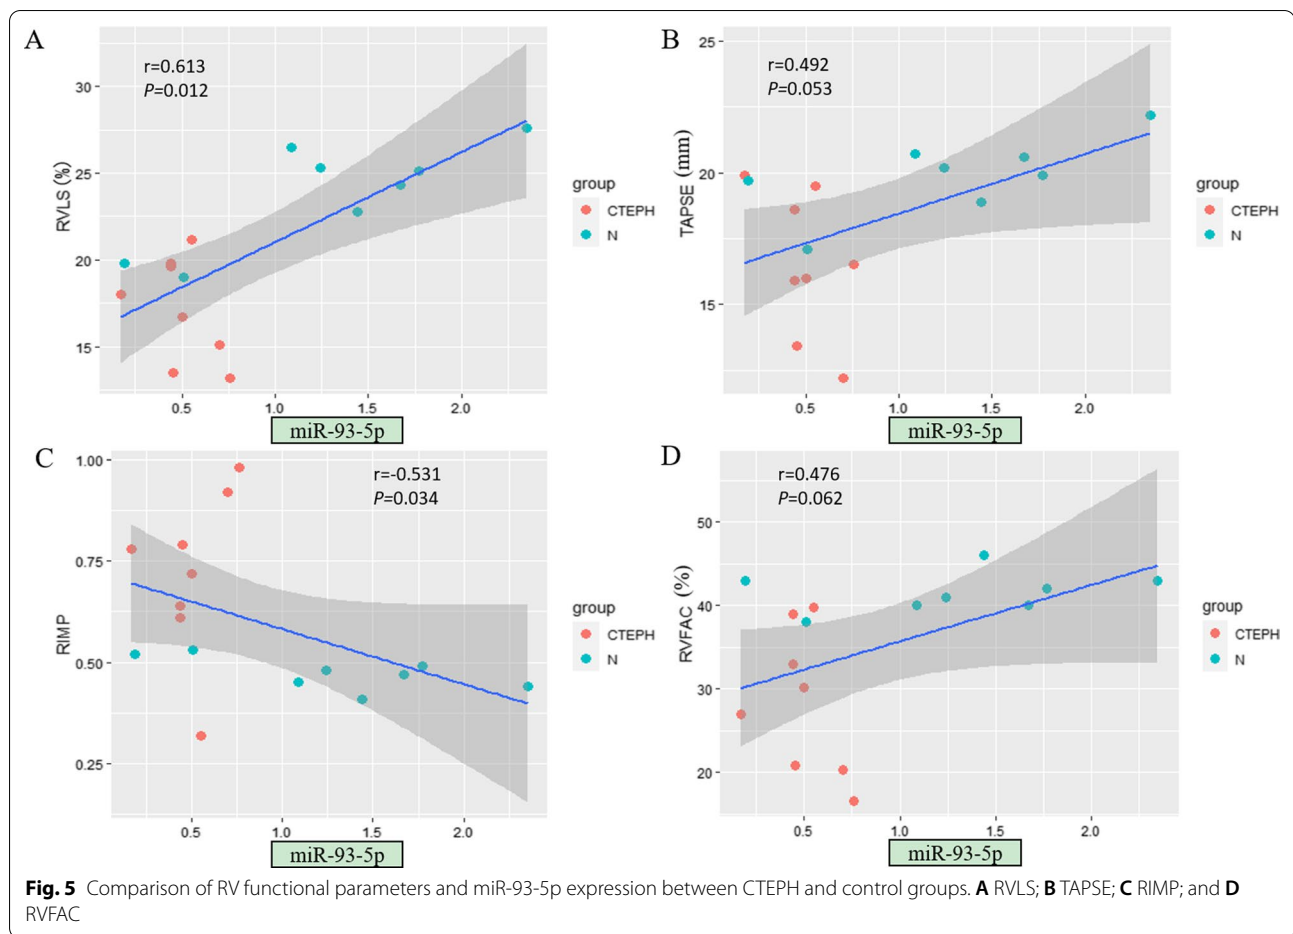 A
r=0.613
P=0.012
RVLS (%)
30
25
20
15
0.5 1.0 1.5 2.0
miR-93-5p
group
CTEPH
N
B
r=0.492
P=0.053
TAPSE (mm)
25
20
15
0.5 1.0 1.5 2.0
miR-93-5p
group
CTEPH
N
C
r=-0.531
P=0.034
RIMP
1.00
0.75
0.50
0.25
0.5 1.0 1.5 2.0
miR-93-5p
group
CTEPH
N
D
r=0.476
P=0.062
RVFAC (%)
50
40
30
20
0.5 1.0 1.5 2.0
miR-93-5p
group
CTEPH
N
Fig. 5 Comparison of RV functional parameters and miR-93-5p expression between CTEPH and control groups. A RVLS; B TAPSE; C RIMP; and D
RVFAC